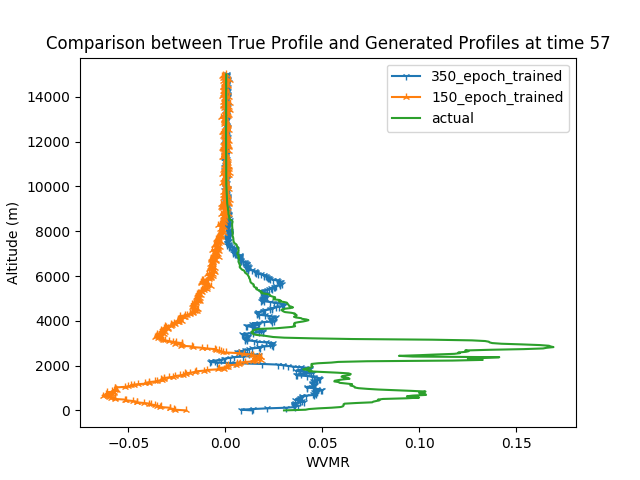 Comparison between True Profile and Generated Profiles at time 57
350_epoch_trained
150_epoch_trained
actual
14000
12000
10000
8000
6000
4000
2000
0
Altitude (m)
−0.05 0.00 0.05 0.10 0.15
WVMR